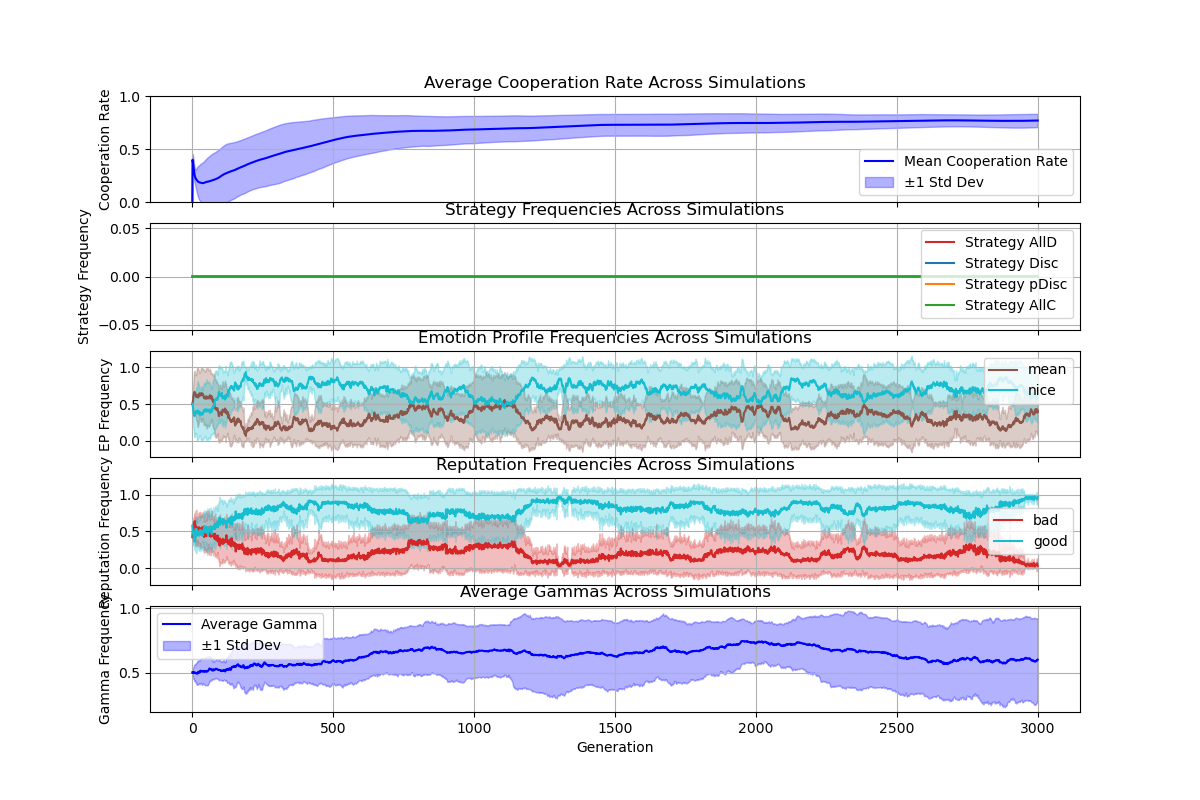 Average Cooperation Rate Across Simulations
Cooperation Rate
1.0
0.5
0.0
Mean Cooperation Rate
±1 Std Dev
Strategy Frequencies Across Simulations
Strategy Frequency
0.05
0.00
−0.05
Strategy AllD
Strategy Disc
Strategy pDisc
Strategy AllC
Emotion Profile Frequencies Across Simulations
EP Frequency
1.0
0.5
0.0
mean
nice
Reputation Frequencies Across Simulations
Reputation Frequency
1.0
0.5
0.0
bad
good
Average Gammas Across Simulations
Gamma Frequency
1.0
0.5
Average Gamma
±1 Std Dev
0
500
1000
1500
2000
2500
3000
Generation